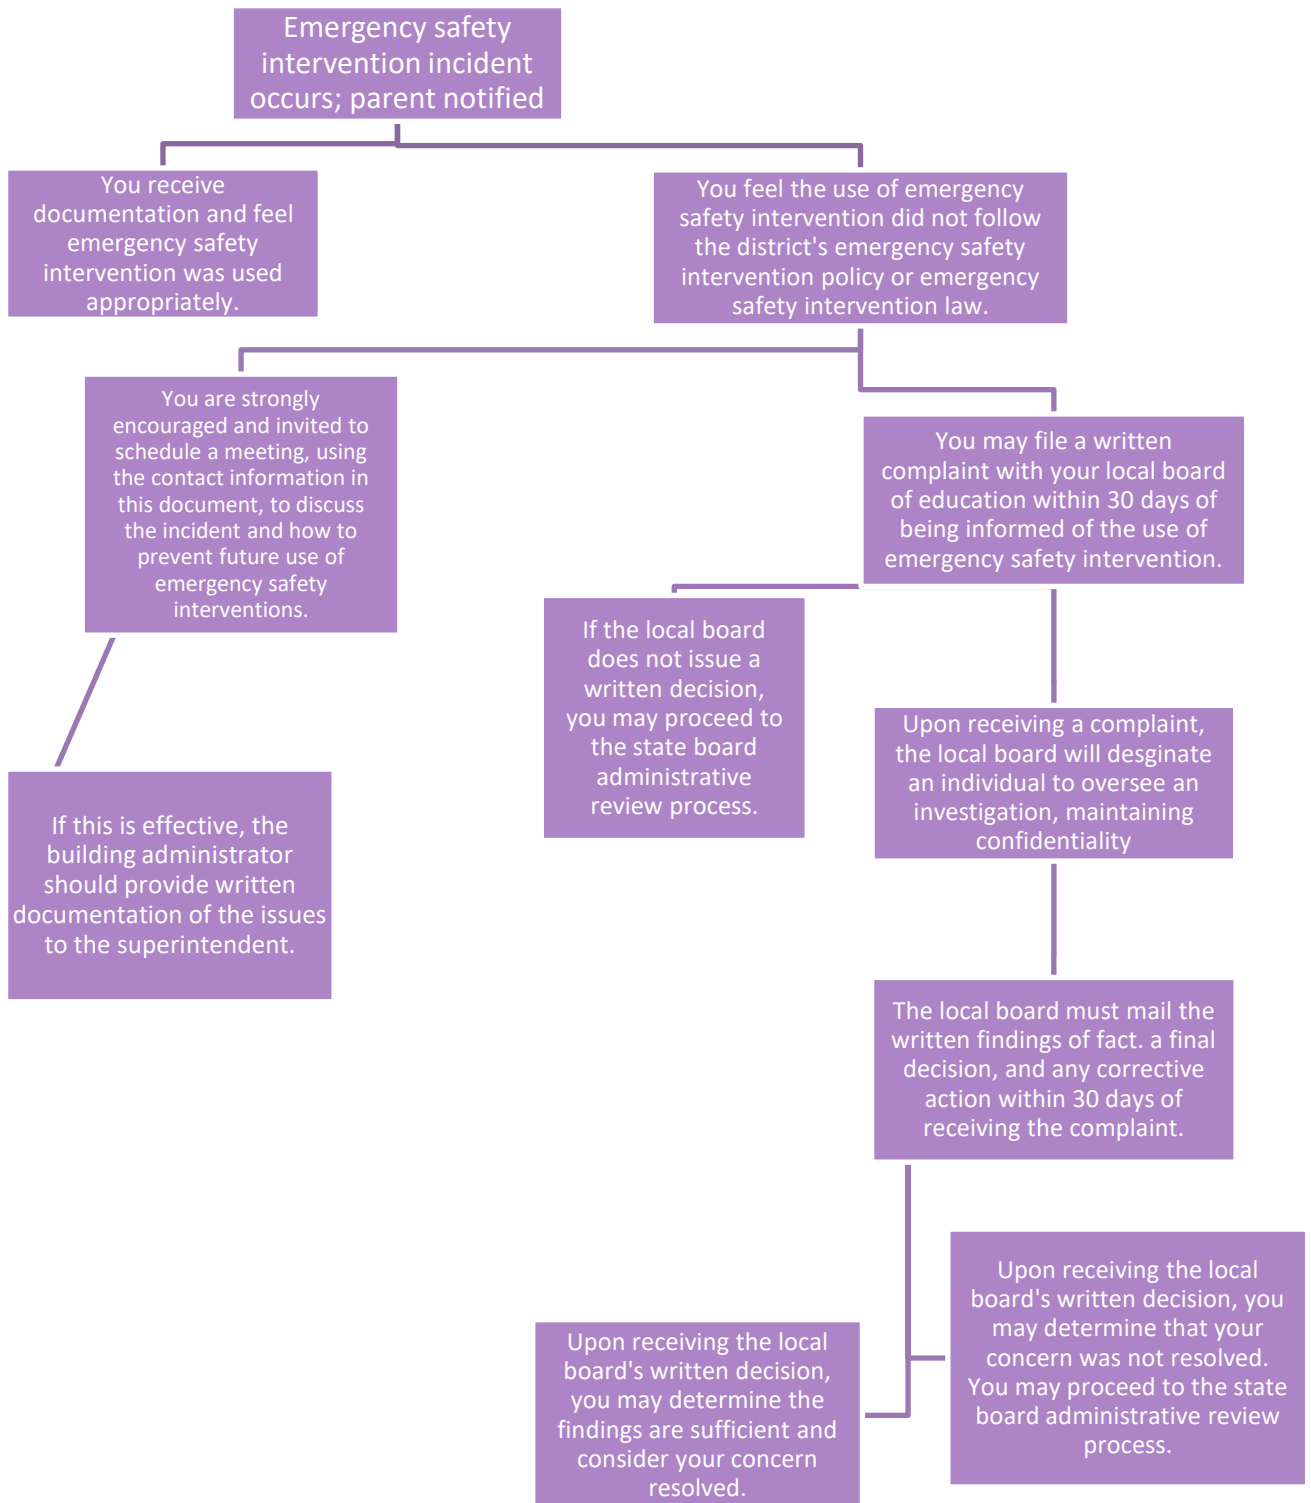 Emergency safety
intervention incident
occurs; parent notified
You receive
documentation and feel
emergency safety
intervention was used
appropriately.
You feel the use of emergency
safety intervention did not follow
the district's emergency safety
intervention policy or emergency
safety intervention law.
You are strongly
encouraged and invited to
schedule a meeting, using
the contact information in
this document, to discuss
the incident and how to
prevent future use of
emergency safety
interventions.
You may file a written
complaint with your local board
of education within 30 days of
being informed of the use of
emergency safety intervention.
If the local board
does not issue a
written decision,
you may proceed to
the state board
administrative
review process.
Upon receiving a complaint,
the local board will desginate
an individual to oversee an
investigation, maintaining
confidentiality
If this is effective, the
building administrator
should provide written
documentation of the issues
to the superintendent.
The local board must mail the
written findings of fact. a final
decision, and any corrective
action within 30 days of
receiving the complaint.
Upon receiving the local
board's written decision, you
may determine that your
concern was not resolved.
You may proceed to the state
board administrative review
process.
Upon receiving the local
board's written decision,
you may determine the
findings are sufficient and
consider your concern
resolved.